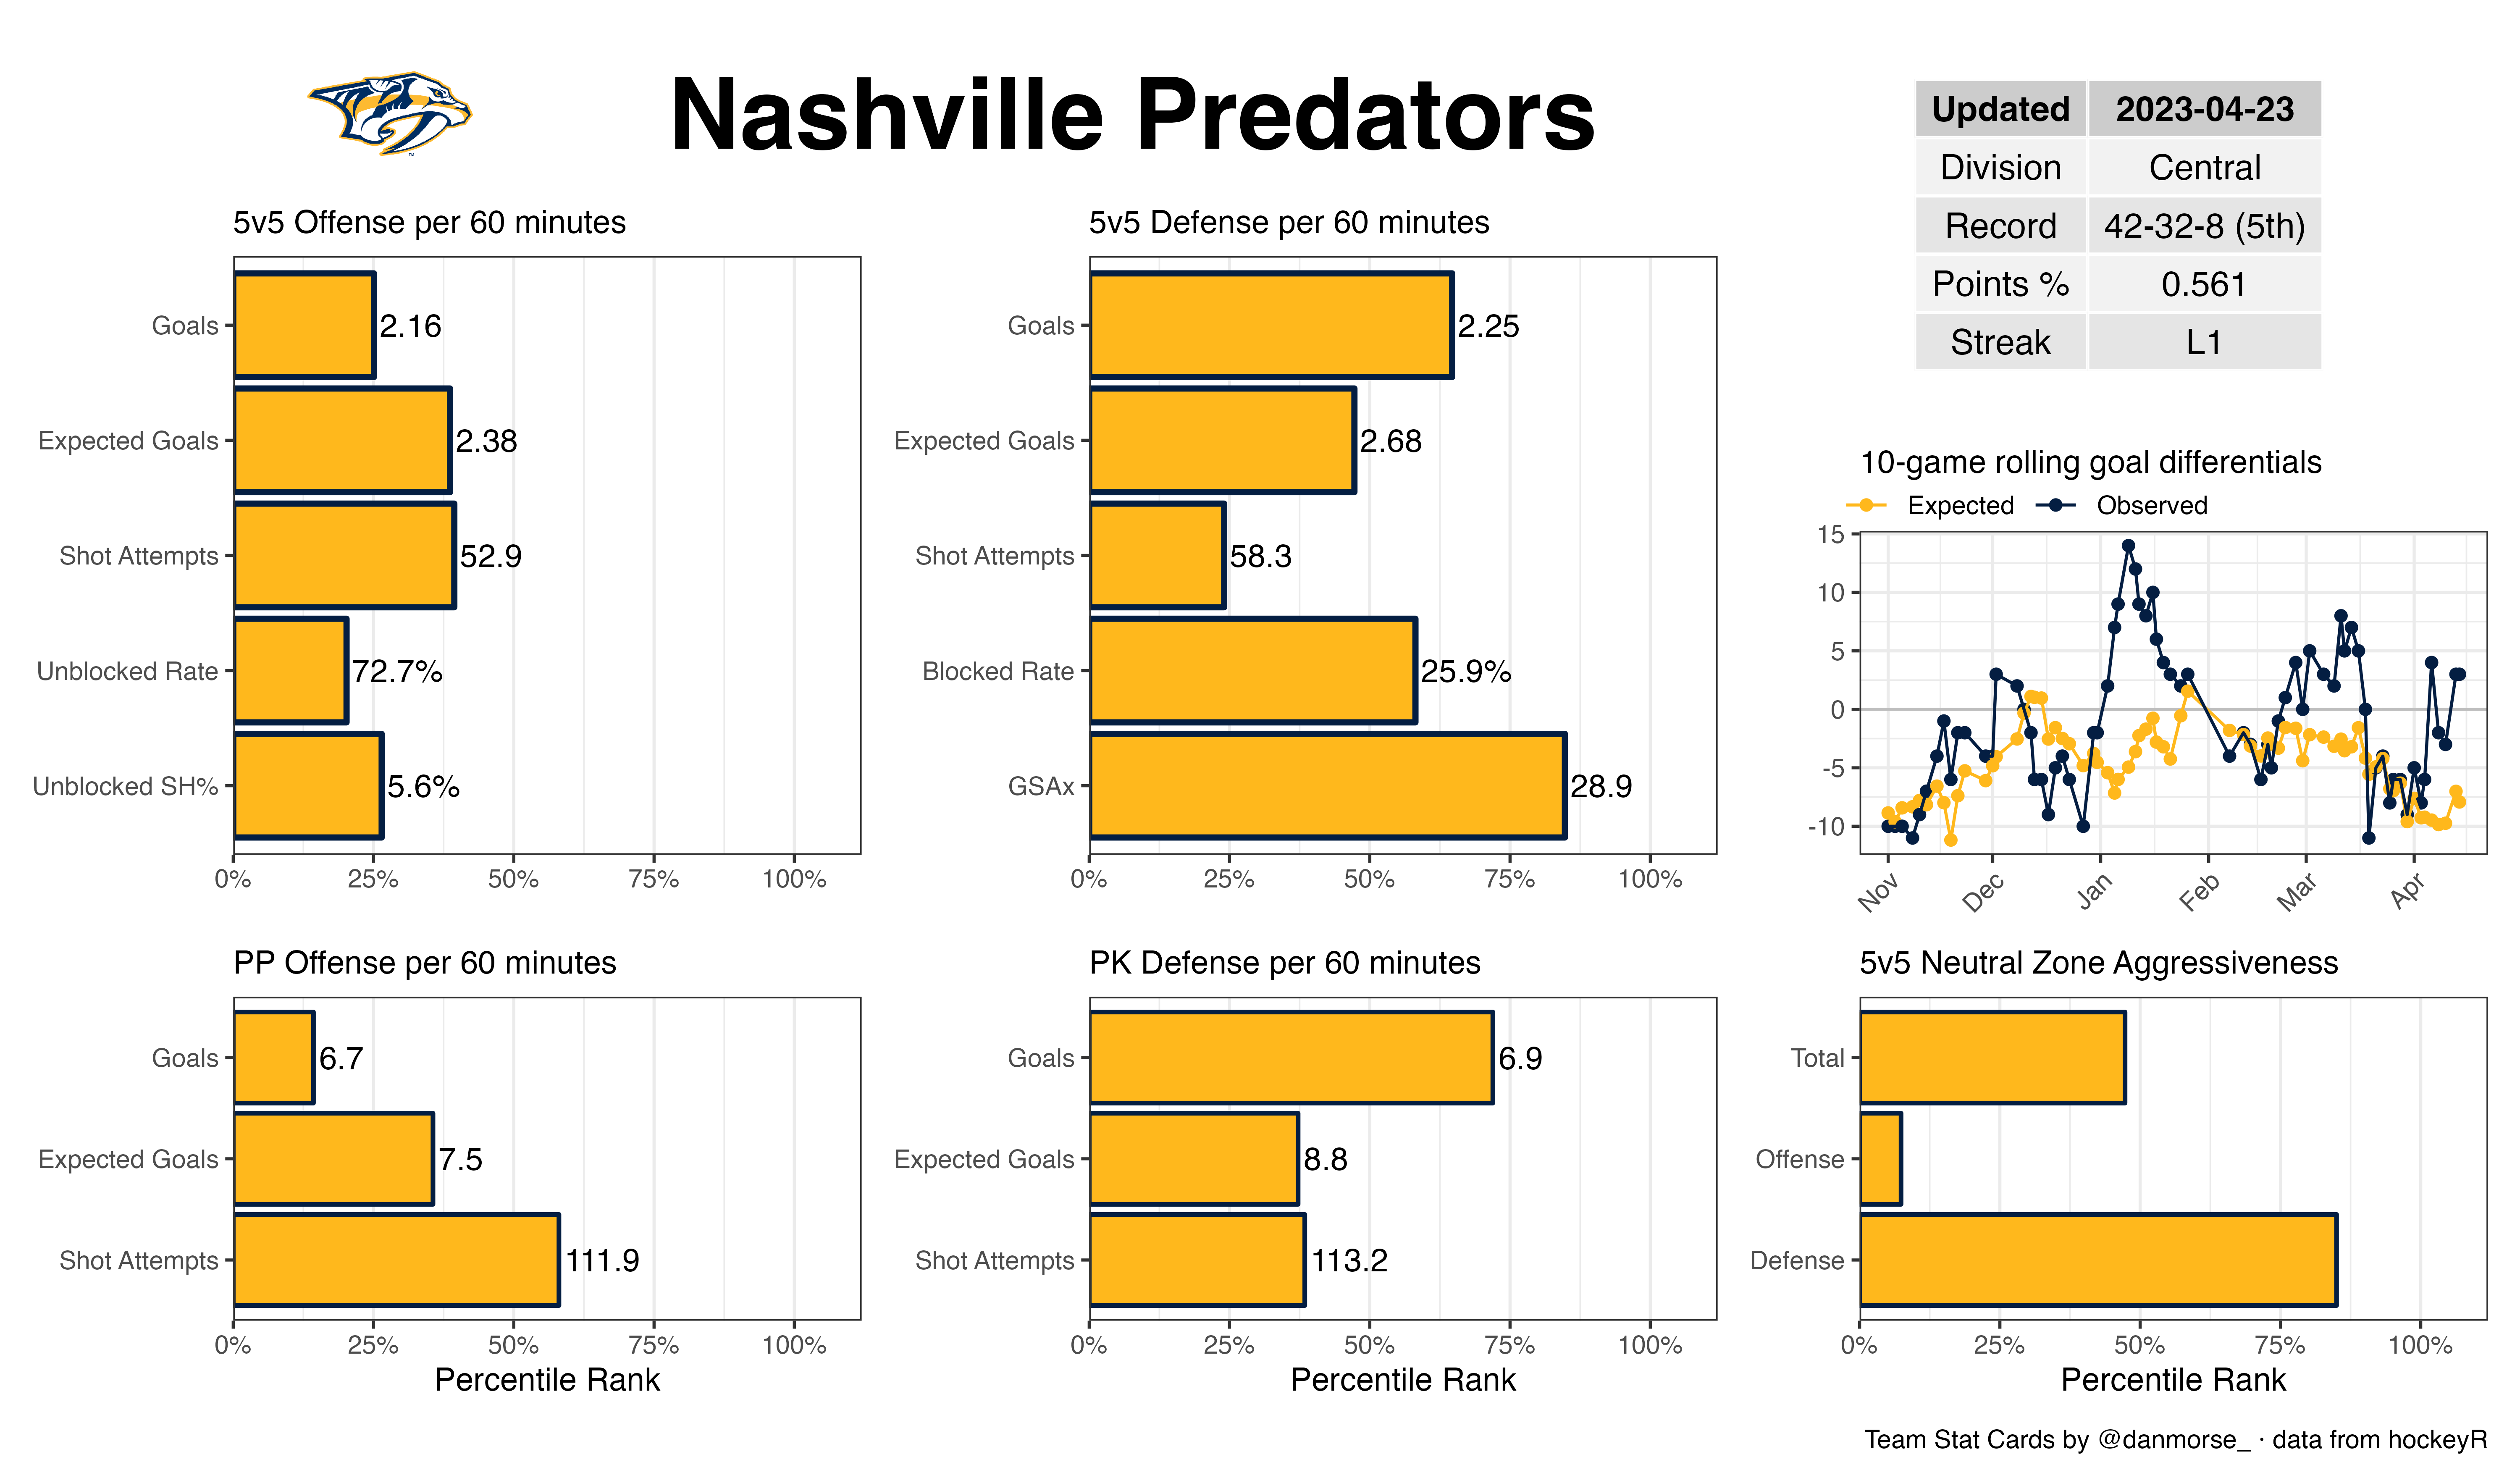 Nashville Predators
Updated 2023-04-23
Division Central
Record 42-32-8 (5th)
Points % 0.561
Streak L1
5v5 Offense per 60 minutes
Goals 2.16
Expected Goals 2.38
Shot Attempts 52.9
Unblocked Rate 72.7%
Unblocked SH% 5.6%
0% 25% 50% 75% 100%
5v5 Defense per 60 minutes
Goals 2.25
Expected Goals 2.68
Shot Attempts 58.3
Blocked Rate 25.9%
GSAx 28.9
0% 25% 50% 75% 100%
10-game rolling goal differentials
Expected Observed
15
10
5
0
-5
-10
Nov Dec Jan Feb Mar Apr
PP Offense per 60 minutes
Goals 6.7
Expected Goals 7.5
Shot Attempts 111.9
0% 25% 50% 75% 100%
Percentile Rank
PK Defense per 60 minutes
Goals 6.9
Expected Goals 8.8
Shot Attempts 113.2
0% 25% 50% 75% 100%
Percentile Rank
5v5 Neutral Zone Aggressiveness
Total
Offense
Defense
0% 25% 50% 75% 100%
Percentile Rank
Team Stat Cards by @danmorse_ · data from hockeyR